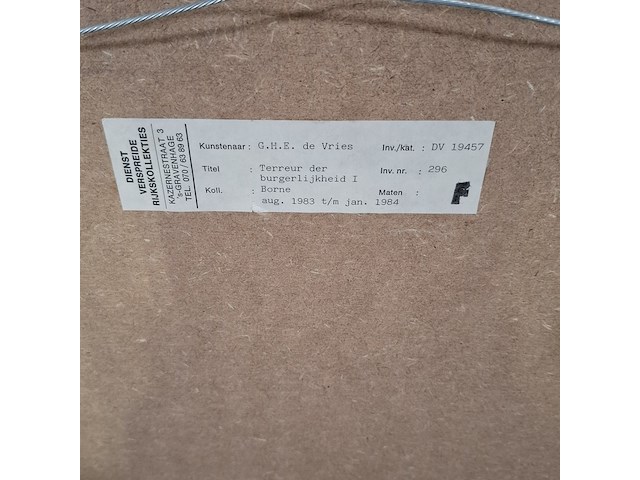 DIENST
VERSPREIDE
RIJKSKOLLEKTIES
KAZERNESTRAAT 3
's-GRAVENHAGE
TEL. 070 / 63 89 63
Kunstenaar : G.H.E. de Vries Inv./kat. : DV 19457
Titel : Terreur der Inv. nr. : 296
burgerlijkheid I
Koll. : Borne Maten :
aug. 1983 t/m jan. 1984